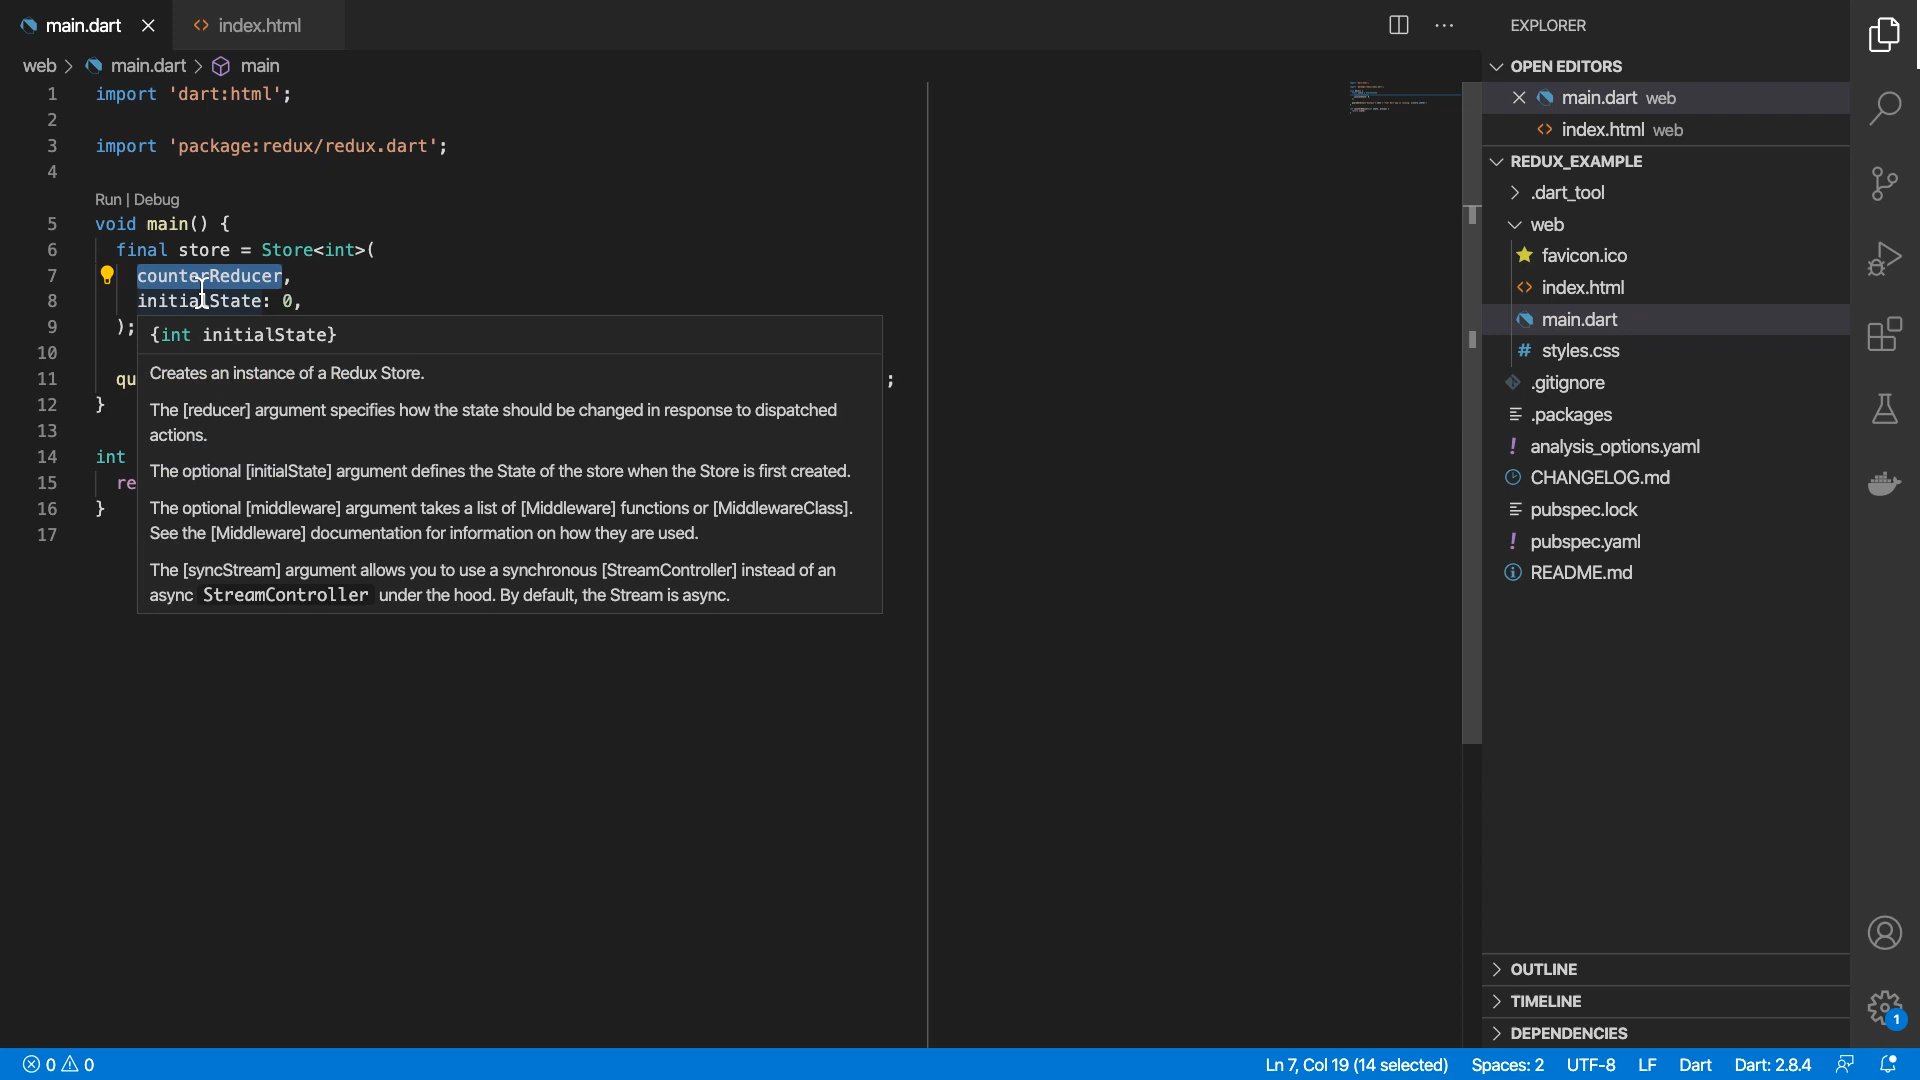 main.dart
index.html
EXPLORER
web > main.dart > main
OPEN EDITORS
main.dart web
index.html web
REDUX_EXAMPLE
.dart_tool
web
favicon.ico
index.html
main.dart
# styles.css
.gitignore
.packages
! analysis_options.yaml
CHANGELOG.md
pubspec.lock
! pubspec.yaml
README.md
OUTLINE
TIMELINE
DEPENDENCIES
1
1 import 'dart:html';
2
3 import 'package:redux/redux.dart';
4
Run | Debug
5 void main() {
6 final store = Store<int>(
7 counterReducer,
8 initialState: 0,
9 );
10
11 qu ;
12 }
13
14 int
15 re
16 }
17
{int initialState}
Creates an instance of a Redux Store.
The [reducer] argument specifies how the state should be changed in response to dispatched
actions.
The optional [initialState] argument defines the State of the store when the Store is first created.
The optional [middleware] argument takes a list of [Middleware] functions or [MiddlewareClass].
See the [Middleware] documentation for information on how they are used.
The [syncStream] argument allows you to use a synchronous [StreamController] instead of an
async StreamController under the hood. By default, the Stream is async.
0 0 Ln 7, Col 19 (14 selected) Spaces: 2 UTF-8 LF Dart Dart: 2.8.4